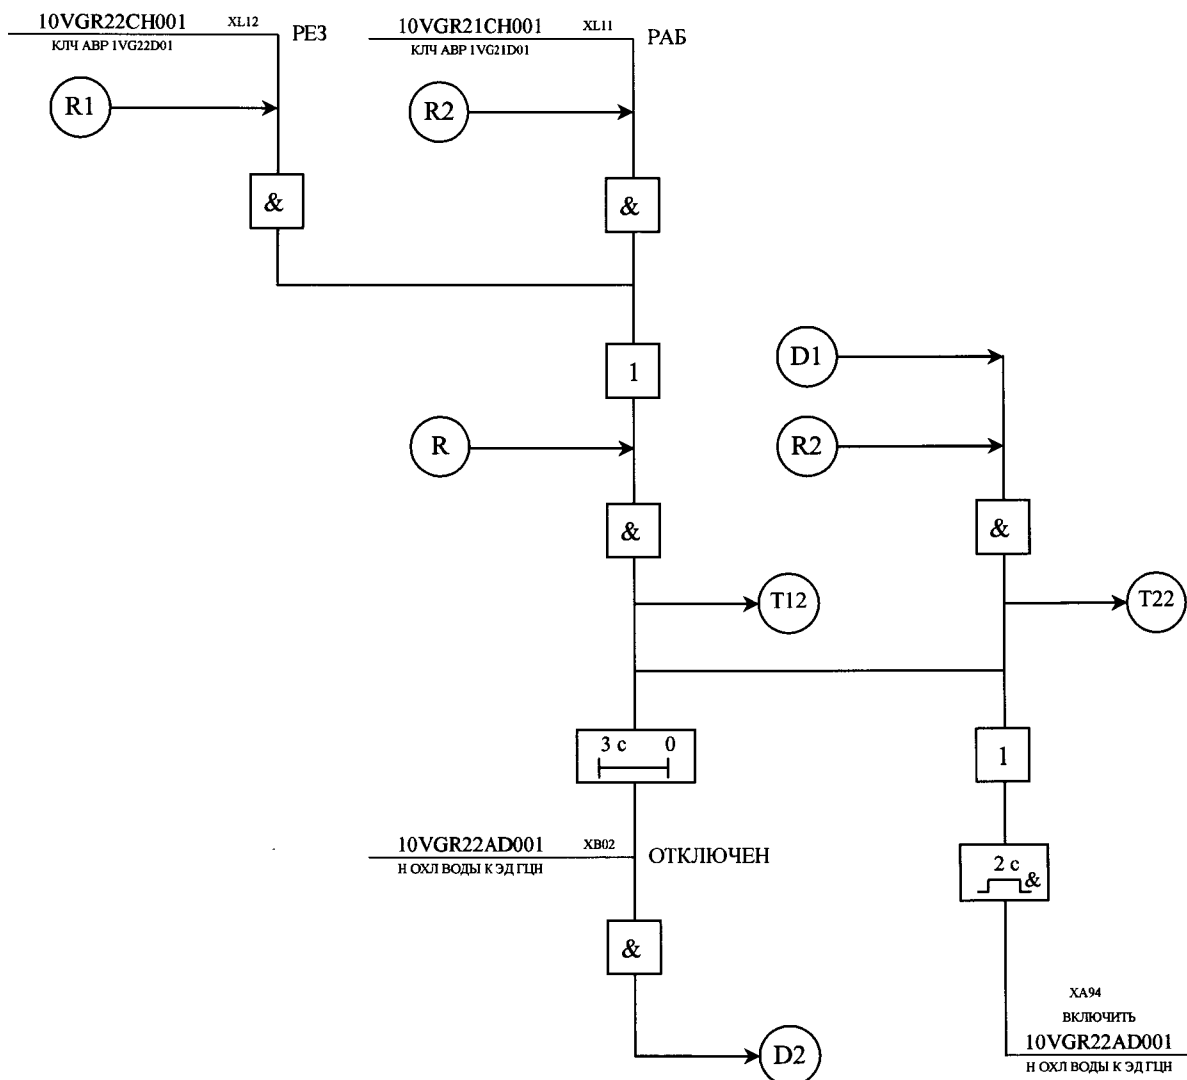 10VGR22CH001 XL12 РЕЗ
КЛЧ АВР 1VG22D01
10VGR21CH001 XL11 РАБ
КЛЧ АВР 1VG21D01
R1
R2
&
&
1
D1
R
R2
&
&
T12
T22
3 с 0
1
10VGR22AD001 XB02 ОТКЛЮЧЕН
Н ОХЛ ВОДЫ К ЭД ГЦН
2 с
&
&
XA94
ВКЛЮЧИТЬ
10VGR22AD001
Н ОХЛ ВОДЫ К ЭД ГЦН
D2